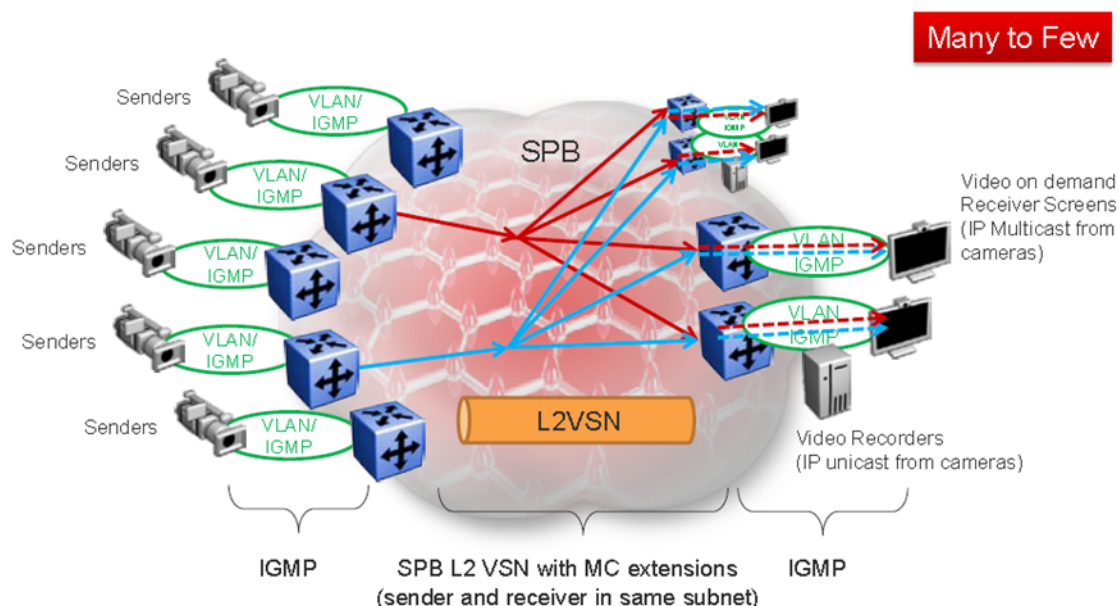 Many to Few
Senders
VLAN/
IGMP
SPB
VLAN
IGMP
VLAN
Senders
VLAN/
IGMP
Video on demand
Receiver Screens
(IP Multicast from
cameras)
Senders
VLAN/
IGMP
VLAN
IGMP
Senders
VLAN/
IGMP
VLAN
IGMP
Senders
VLAN/
IGMP
L2VSN
Video Recorders
(IP unicast from cameras)
IGMP
SPB L2 VSN with MC extensions
(sender and receiver in same subnet)
IGMP